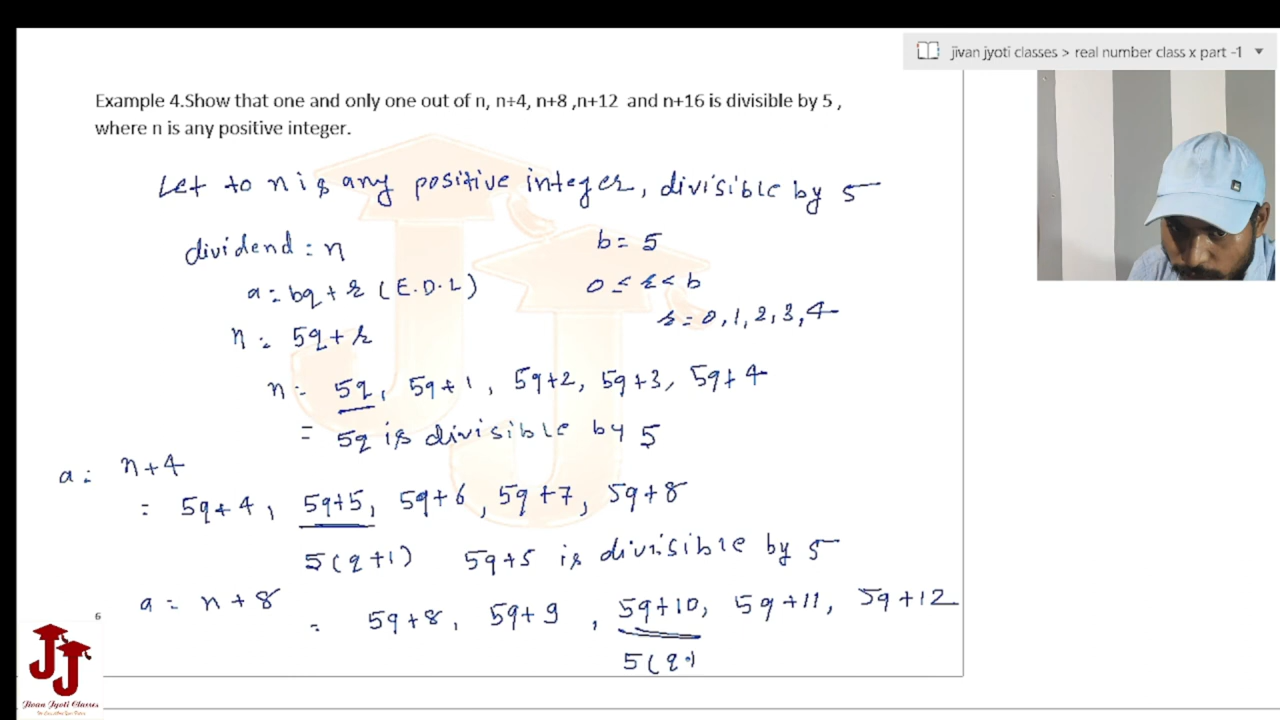 jivan jyoti classes > real number class x part -1
Example 4.Show that one and only one out of n, n+4, n+8 ,n+12 and n+16 is divisible by 5 ,
where n is any positive integer.
Let to n is any positive integer, divisible by 5
dividend = n
b = 5
a = bq + r (E.D.L)
0 ≤ r < b
r = 0, 1, 2, 3, 4
n = 5q + r
n = 5q, 5q+1, 5q+2, 5q+3, 5q+4
= 5q is divisible by 5
a = n+4
= 5q+4, 5q+5, 5q+6, 5q+7, 5q+8
5(q+1) 5q+5 is divisible by 5
a = n+8
= 5q+8, 5q+9, 5q+10, 5q+11, 5q+12
5(q
6
JJ
Jivan Jyoti Classes